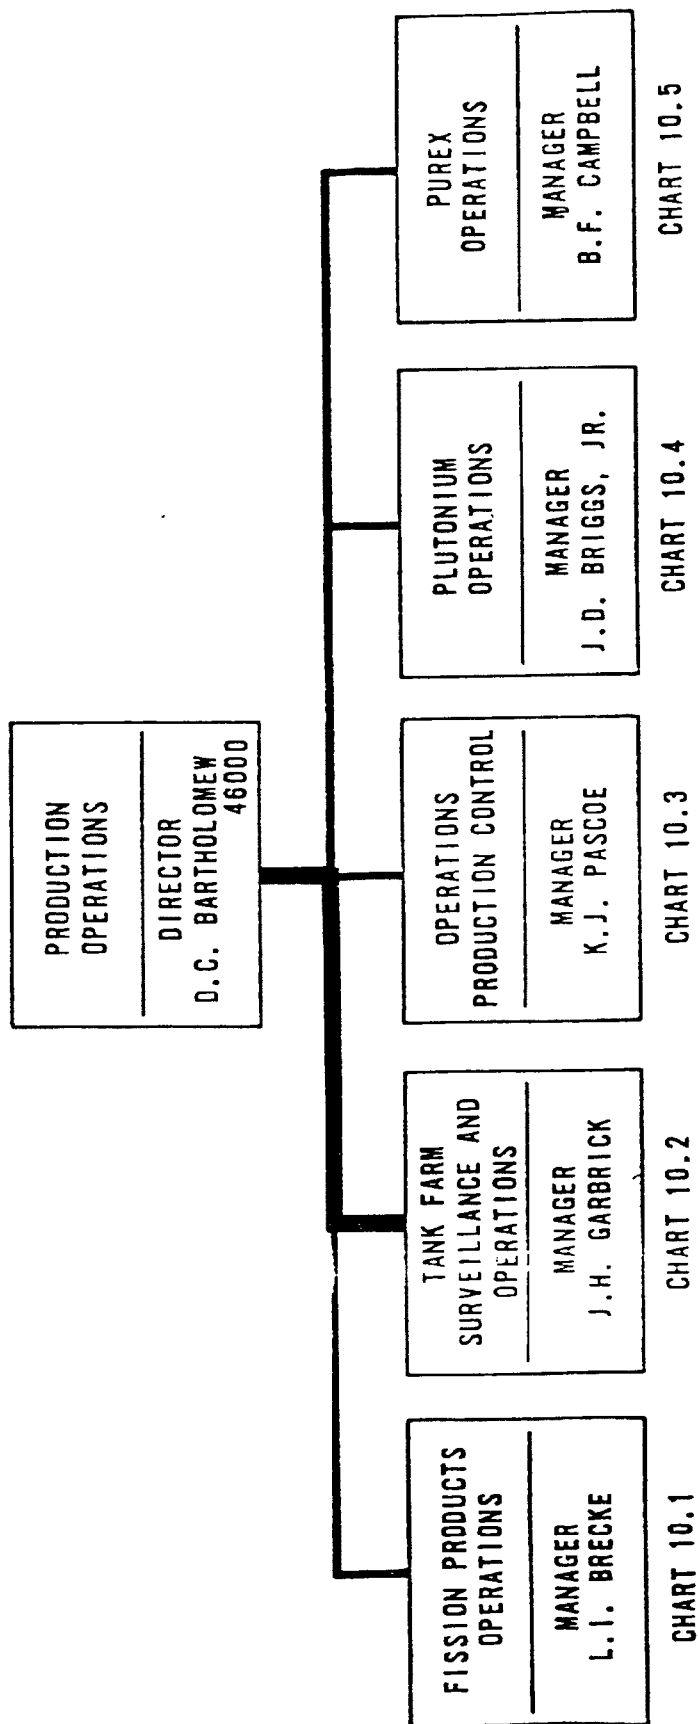 PRODUCTION
OPERATIONS
DIRECTOR
D.C. BARTHOLOMEW
46000
FISSION PRODUCTS
OPERATIONS
MANAGER
L.I. BRECKE
CHART 10.1
TANK FARM
SURVEILLANCE AND
OPERATIONS
MANAGER
J.H. GARBRICK
CHART 10.2
OPERATIONS
PRODUCTION CONTROL
MANAGER
K.J. PASCOE
CHART 10.3
PLUTONIUM
OPERATIONS
MANAGER
J.D. BRIGGS, JR.
CHART 10.4
PUREX
OPERATIONS
MANAGER
B.F. CAMPBELL
CHART 10.5